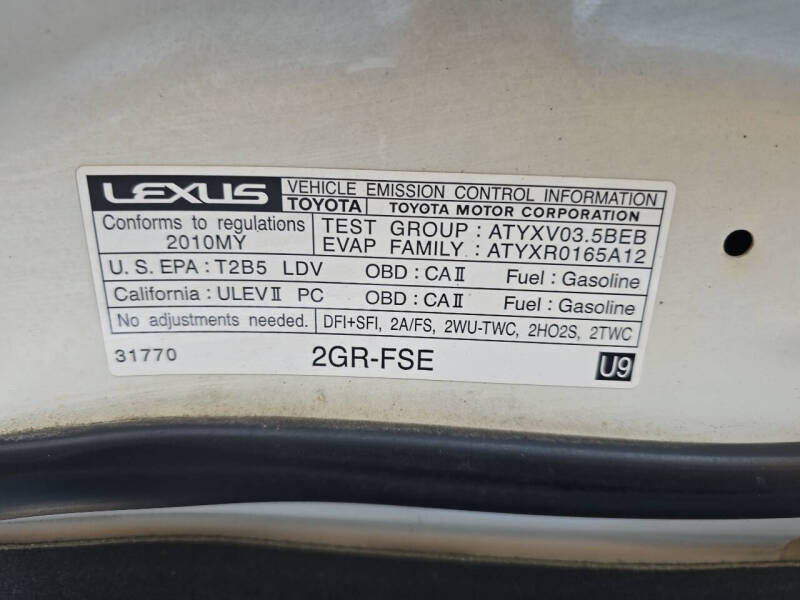 LEXUS VEHICLE EMISSION CONTROL INFORMATION
TOYOTA TOYOTA MOTOR CORPORATION
Conforms to regulations
2010MY
TEST GROUP : ATYXV03.5BEB
EVAP FAMILY : ATYXR0165A12
U. S. EPA : T2B5 LDV OBD : CAⅡ Fuel : Gasoline
California : ULEVⅡ PC OBD : CAⅡ Fuel : Gasoline
No adjustments needed. DFI+SFI, 2A/FS, 2WU-TWC, 2HO2S, 2TWC
31770 2GR-FSE U9